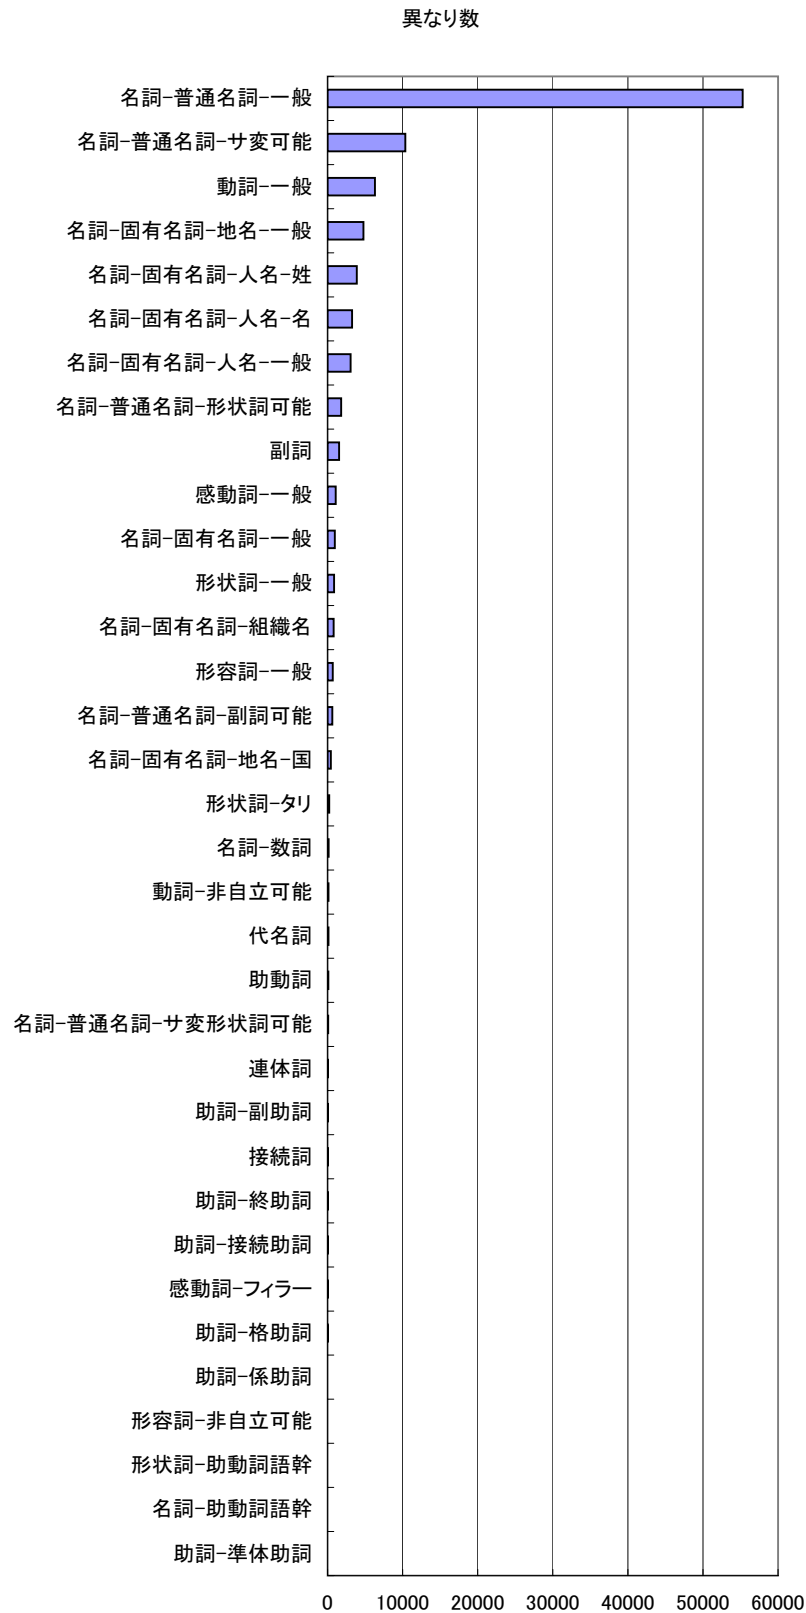 異なり数
名詞-普通名詞-一般
名詞-普通名詞-サ変可能
動詞-一般
名詞-固有名詞-地名-一般
名詞-固有名詞-人名-姓
名詞-固有名詞-人名-名
名詞-固有名詞-人名-一般
名詞-普通名詞-形状詞可能
副詞
感動詞-一般
名詞-固有名詞-一般
形状詞-一般
名詞-固有名詞-組織名
形容詞-一般
名詞-普通名詞-副詞可能
名詞-固有名詞-地名-国
形状詞-タリ
名詞-数詞
動詞-非自立可能
代名詞
助動詞
名詞-普通名詞-サ変形状詞可能
連体詞
助詞-副助詞
接続詞
助詞-終助詞
助詞-接続助詞
感動詞-フィラー
助詞-格助詞
助詞-係助詞
形容詞-非自立可能
形状詞-助動詞語幹
名詞-助動詞語幹
助詞-準体助詞
0 10000 20000 30000 40000 50000 60000